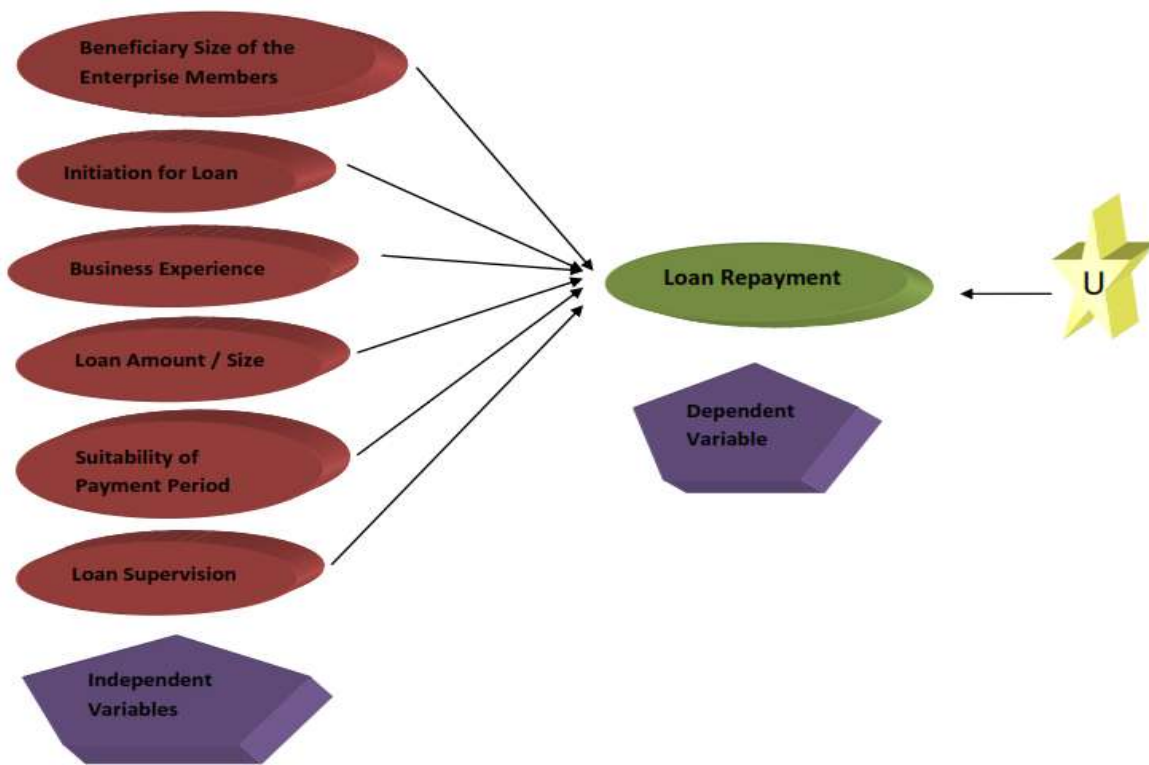 Beneficiary Size of the
Enterprise Members
Initiation for Loan
Business Experience
Loan Amount / Size
Suitability of
Payment Period
Loan Supervision
Independent
Variables
Loan Repayment
Dependent
Variable
U